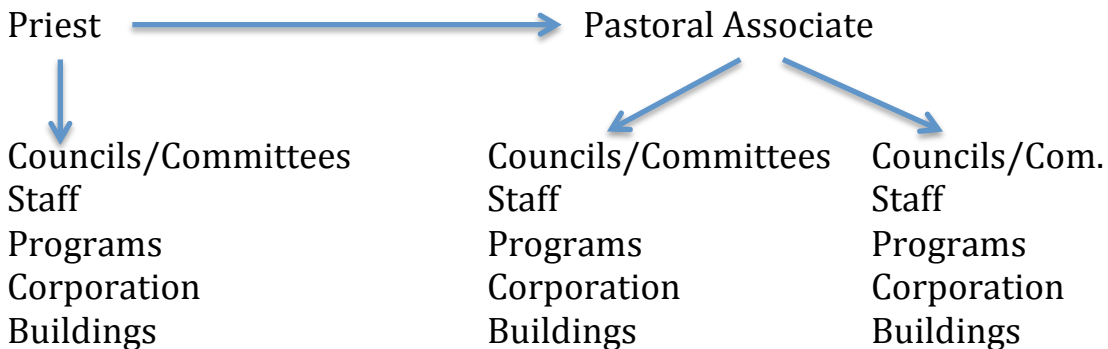 Priest Pastoral Associate
Councils/Committees Councils/Committees Councils/Com.
Staff Staff Staff
Programs Programs Programs
Corporation Corporation Corporation
Buildings Buildings Buildings